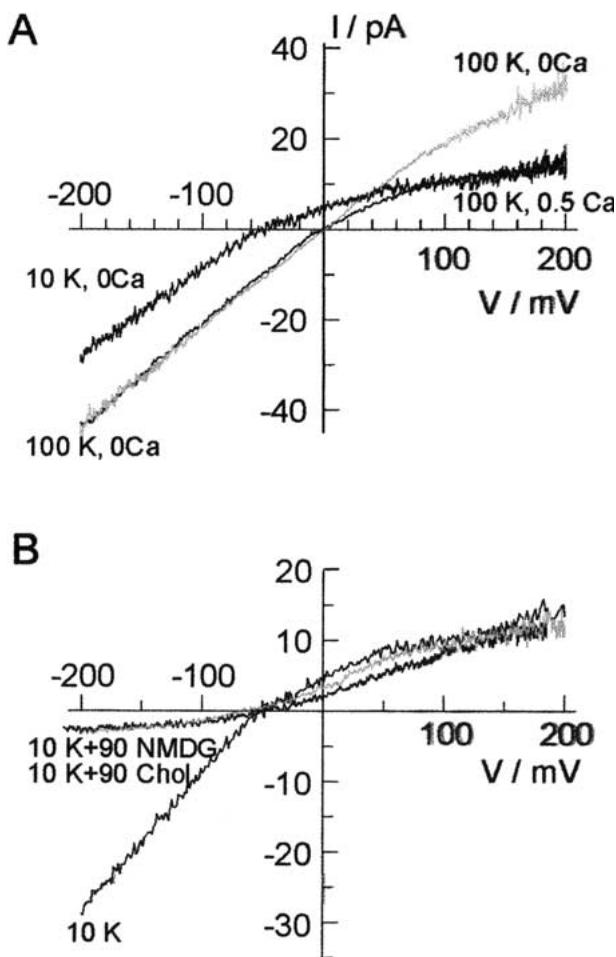 A
I / pA
40
100 K, 0Ca
20
-200
-100
100 K, 0.5 Ca
10 K, 0Ca
100
200
V / mV
-20
-40
100 K, 0Ca
B
20
10
-200
-100
10 K+90 NMDG
100
200
10 K+90 Chol
V / mV
-10
-20
10 K
-30